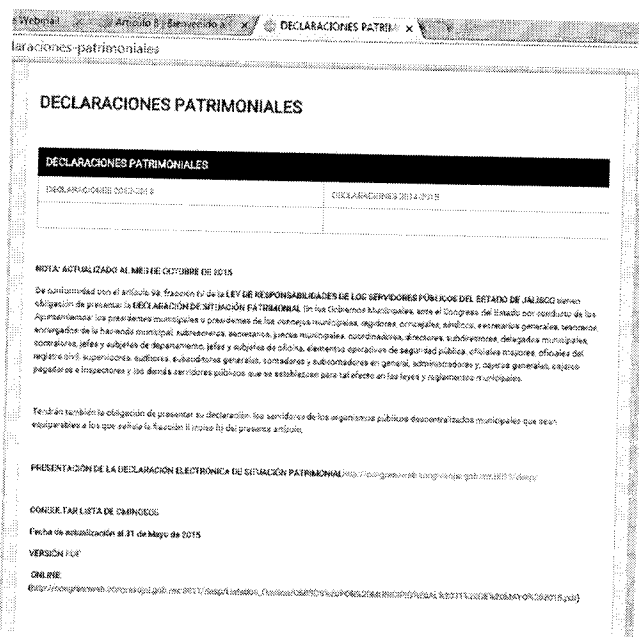 Webmail Artículo 8 | Bienvenido a DECLARACIONES PATRIM
laraciones-patrimoniales
DECLARACIONES PATRIMONIALES
DECLARACIONES PATRIMONIALES
DECLARACIONES 2012-2013 DECLARACIONES 2014-2015
NOTA: ACTUALIZADO AL MES DE OCTUBRE DE 2015
De conformidad con el artículo 93, fracción IV de la LEY DE RESPONSABILIDADES DE LOS SERVIDORES PÚBLICOS DEL ESTADO DE JALISCO tienen
obligación de presentar la DECLARACIÓN DE SITUACIÓN PATRIMONIAL, En los Gobiernos Municipales, ante el Congreso del Estado por conducto de los
Ayuntamientos: los presidentes municipales o presidentes de los concejos municipales, regidores, concejales, síndicos, secretarios generales, tesoreros,
encargados de la hacienda municipal, subtesoreros, secretarios, jueces municipales, coordinadores, directores, subdirectores, delegados municipales,
contralores, jefes y subjefes de departamento, jefes y subjefes de oficina, elementos operativos de seguridad pública, oficiales mayores, oficiales del
registro civil, supervisores, auditores, subauditores generales, contadores y subcontadores en general, administradores y, cajeros generales, cajeros
pagadores e inspectores y los demás servidores públicos que se establezcan para tal efecto en las leyes y reglamentos municipales.
Tendrán también la obligación de presentar su declaración, los servidores de los organismos públicos descentralizados municipales que sean
equiparables a los que señala la fracción II inciso b) del presente artículo.
PRESENTACIÓN DE LA DECLARACIÓN ELECTRÓNICA DE SITUACIÓN PATRIMONIAL
CONSULTAR LISTA DE OMINOSOS
Fecha de actualización al 31 de Mayo de 2015
VERSIÓN PDF
ONLINE: